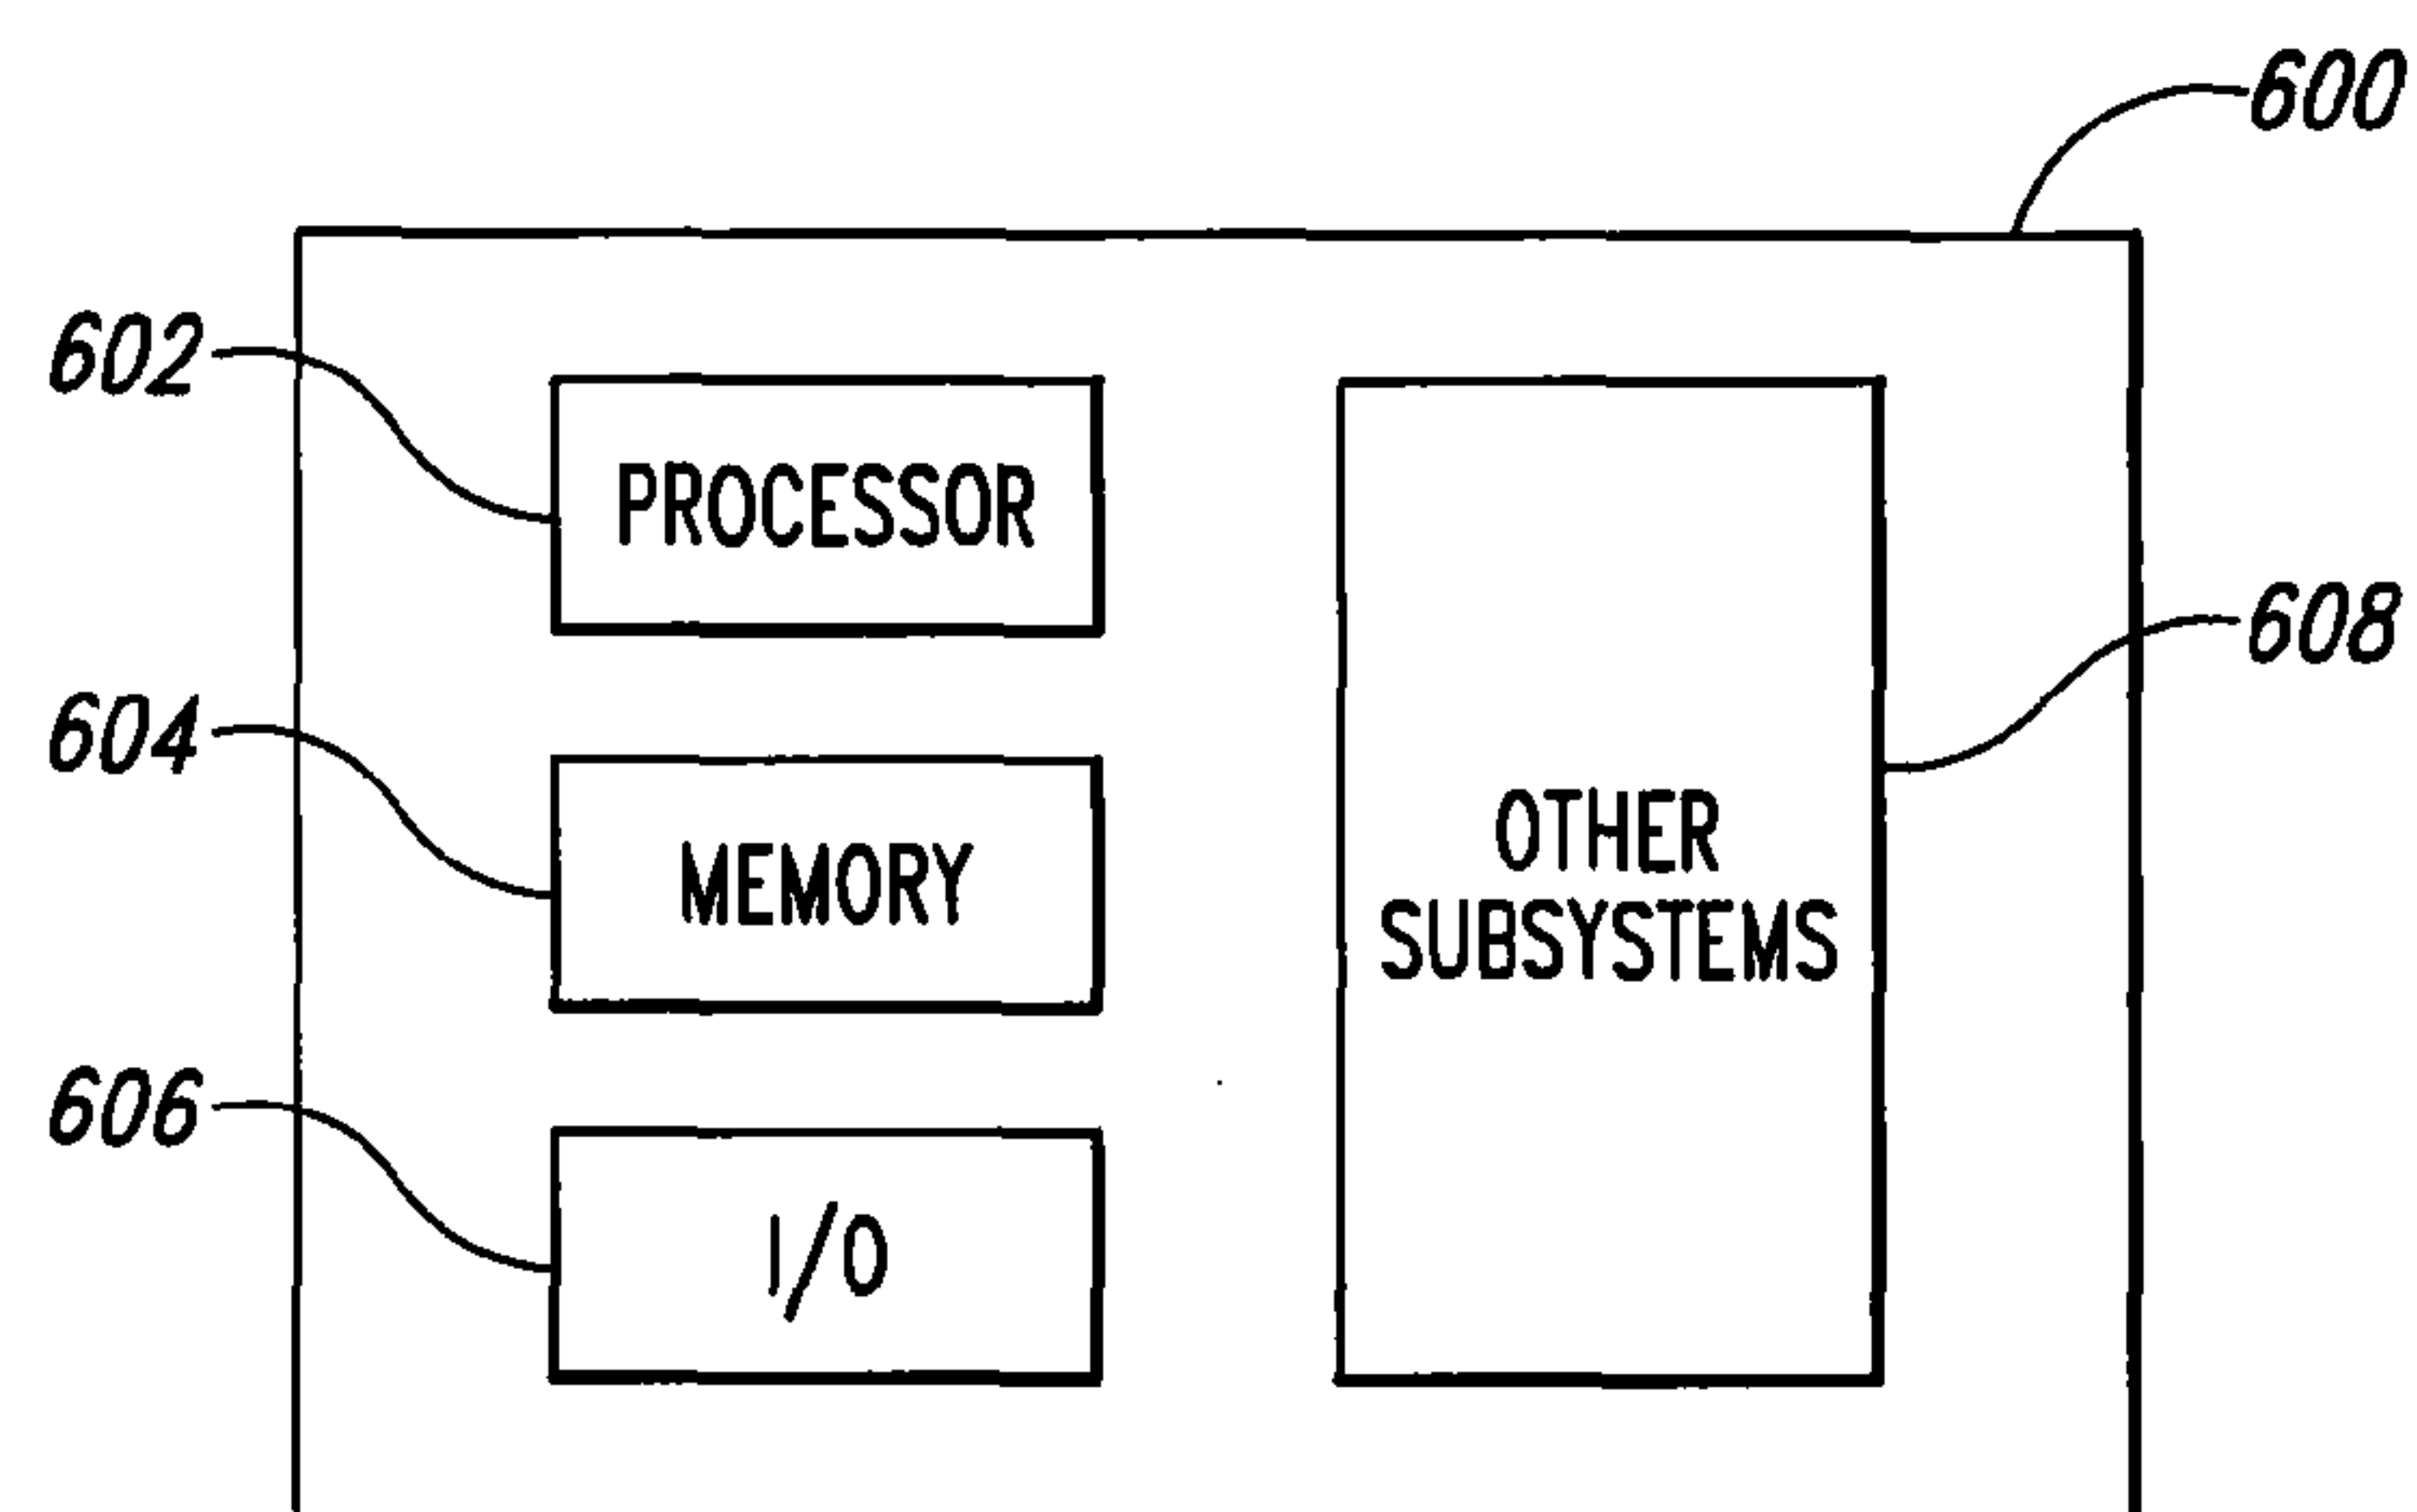 600
602
PROCESSOR
608
604
MEMORY
OTHER
SUBSYSTEMS
606
I/O